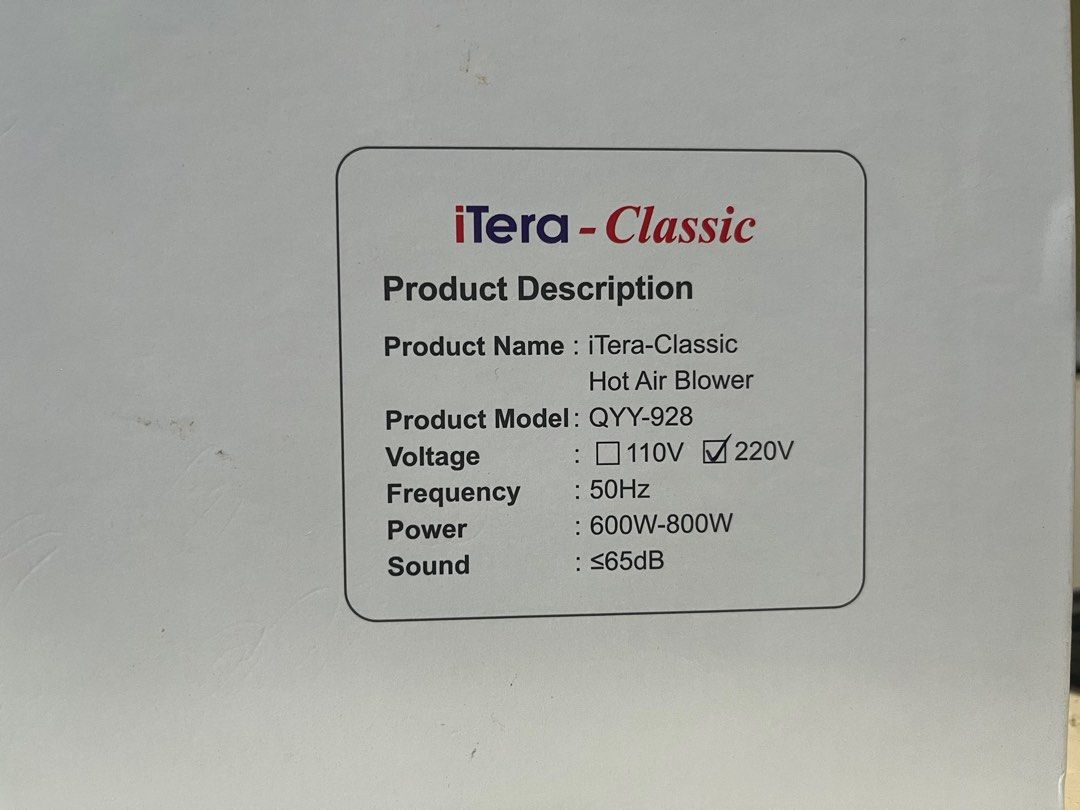 iTera - Classic
Product Description
Product Name : iTera-Classic
Hot Air Blower
Product Model : QYY-928
Voltage : ☐ 110V ☑ 220V
Frequency : 50Hz
Power : 600W-800W
Sound : ≤65dB